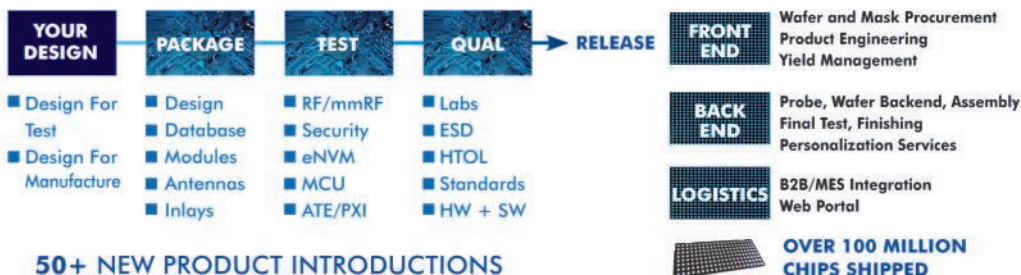 YOUR
DESIGN
PACKAGE
TEST
QUAL
RELEASE
Design For
Test
Design For
Manufacture
Design
Database
Modules
Antennas
Inlays
RF/mmRF
Security
eNVM
MCU
ATE/PXI
Labs
ESD
HTOL
Standards
HW + SW
50+ NEW PRODUCT INTRODUCTIONS
FRONT
END
Wafer and Mask Procurement
Product Engineering
Yield Management
BACK
END
Probe, Wafer Backend, Assembly
Final Test, Finishing
Personalization Services
LOGISTICS
B2B/MES Integration
Web Portal
OVER 100 MILLION
CHIPS SHIPPED